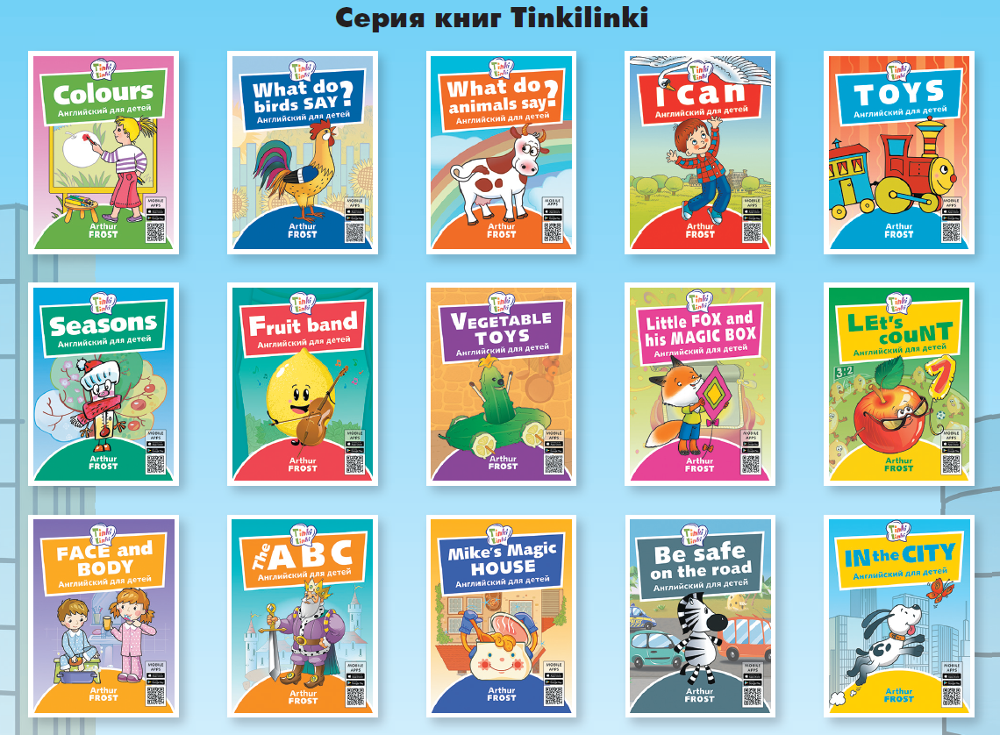 Серия книг Tinkilinki
Tinki
Linki
Colours
Английский для детей
MOBILE
APPS
Arthur
FROST
Tinki
Linki
What do
birds SAY?
Английский для детей
MOBILE
APPS
Arthur
FROST
Tinki
Linki
What do
animals say?
Английский для детей
MOBILE
APPS
Arthur
FROST
Tinki
Linki
I can
Английский для детей
MOBILE
APPS
Arthur
FROST
Tinki
Linki
TOYS
Английский для детей
MOBILE
APPS
Arthur
FROST
Tinki
Linki
Seasons
Английский для детей
MOBILE
APPS
Arthur
FROST
Tinki
Linki
Fruit band
Английский для детей
MOBILE
APPS
Arthur
FROST
Tinki
Linki
VEGETABLE
TOYS
Английский для детей
MOBILE
APPS
Arthur
FROST
Tinki
Linki
Little FOX and
his MAGIC BOX
Английский для детей
MOBILE
APPS
Arthur
FROST
Tinki
Linki
LEt's
couNT
Английский для детей
3:2
7
MOBILE
APPS
Arthur
FROST
Tinki
Linki
FACE and
BODY
Английский для детей
MOBILE
APPS
Arthur
FROST
Tinki
Linki
The ABC
Английский для детей
MOBILE
APPS
Arthur
FROST
Tinki
Linki
Mike's Magic
HOUSE
Английский для детей
MOBILE
APPS
Arthur
FROST
Tinki
Linki
Be safe
on the road
Английский для детей
MOBILE
APPS
Arthur
FROST
Tinki
Linki
IN the CITY
Английский для детей
MOBILE
APPS
Arthur
FROST